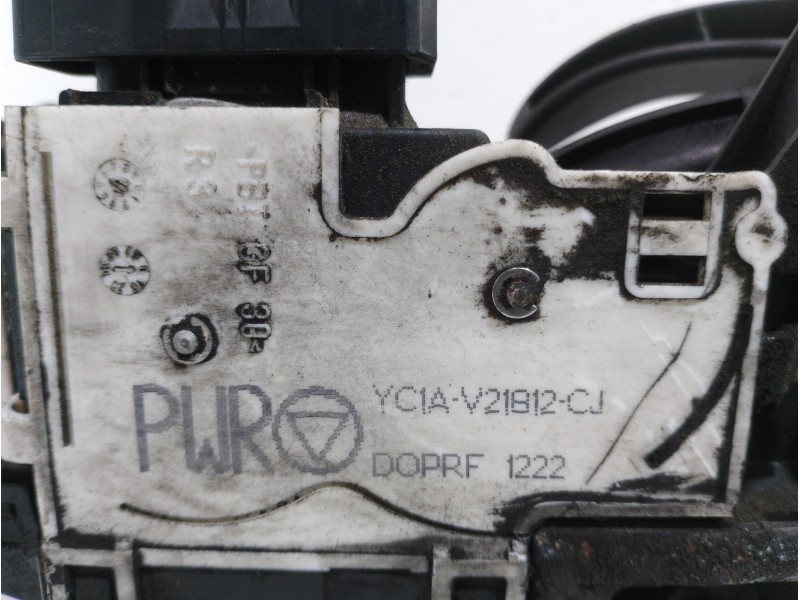 >PBT GF 30<
R3
PWR
YC1A-V21812-CJ
DOPRF 1222